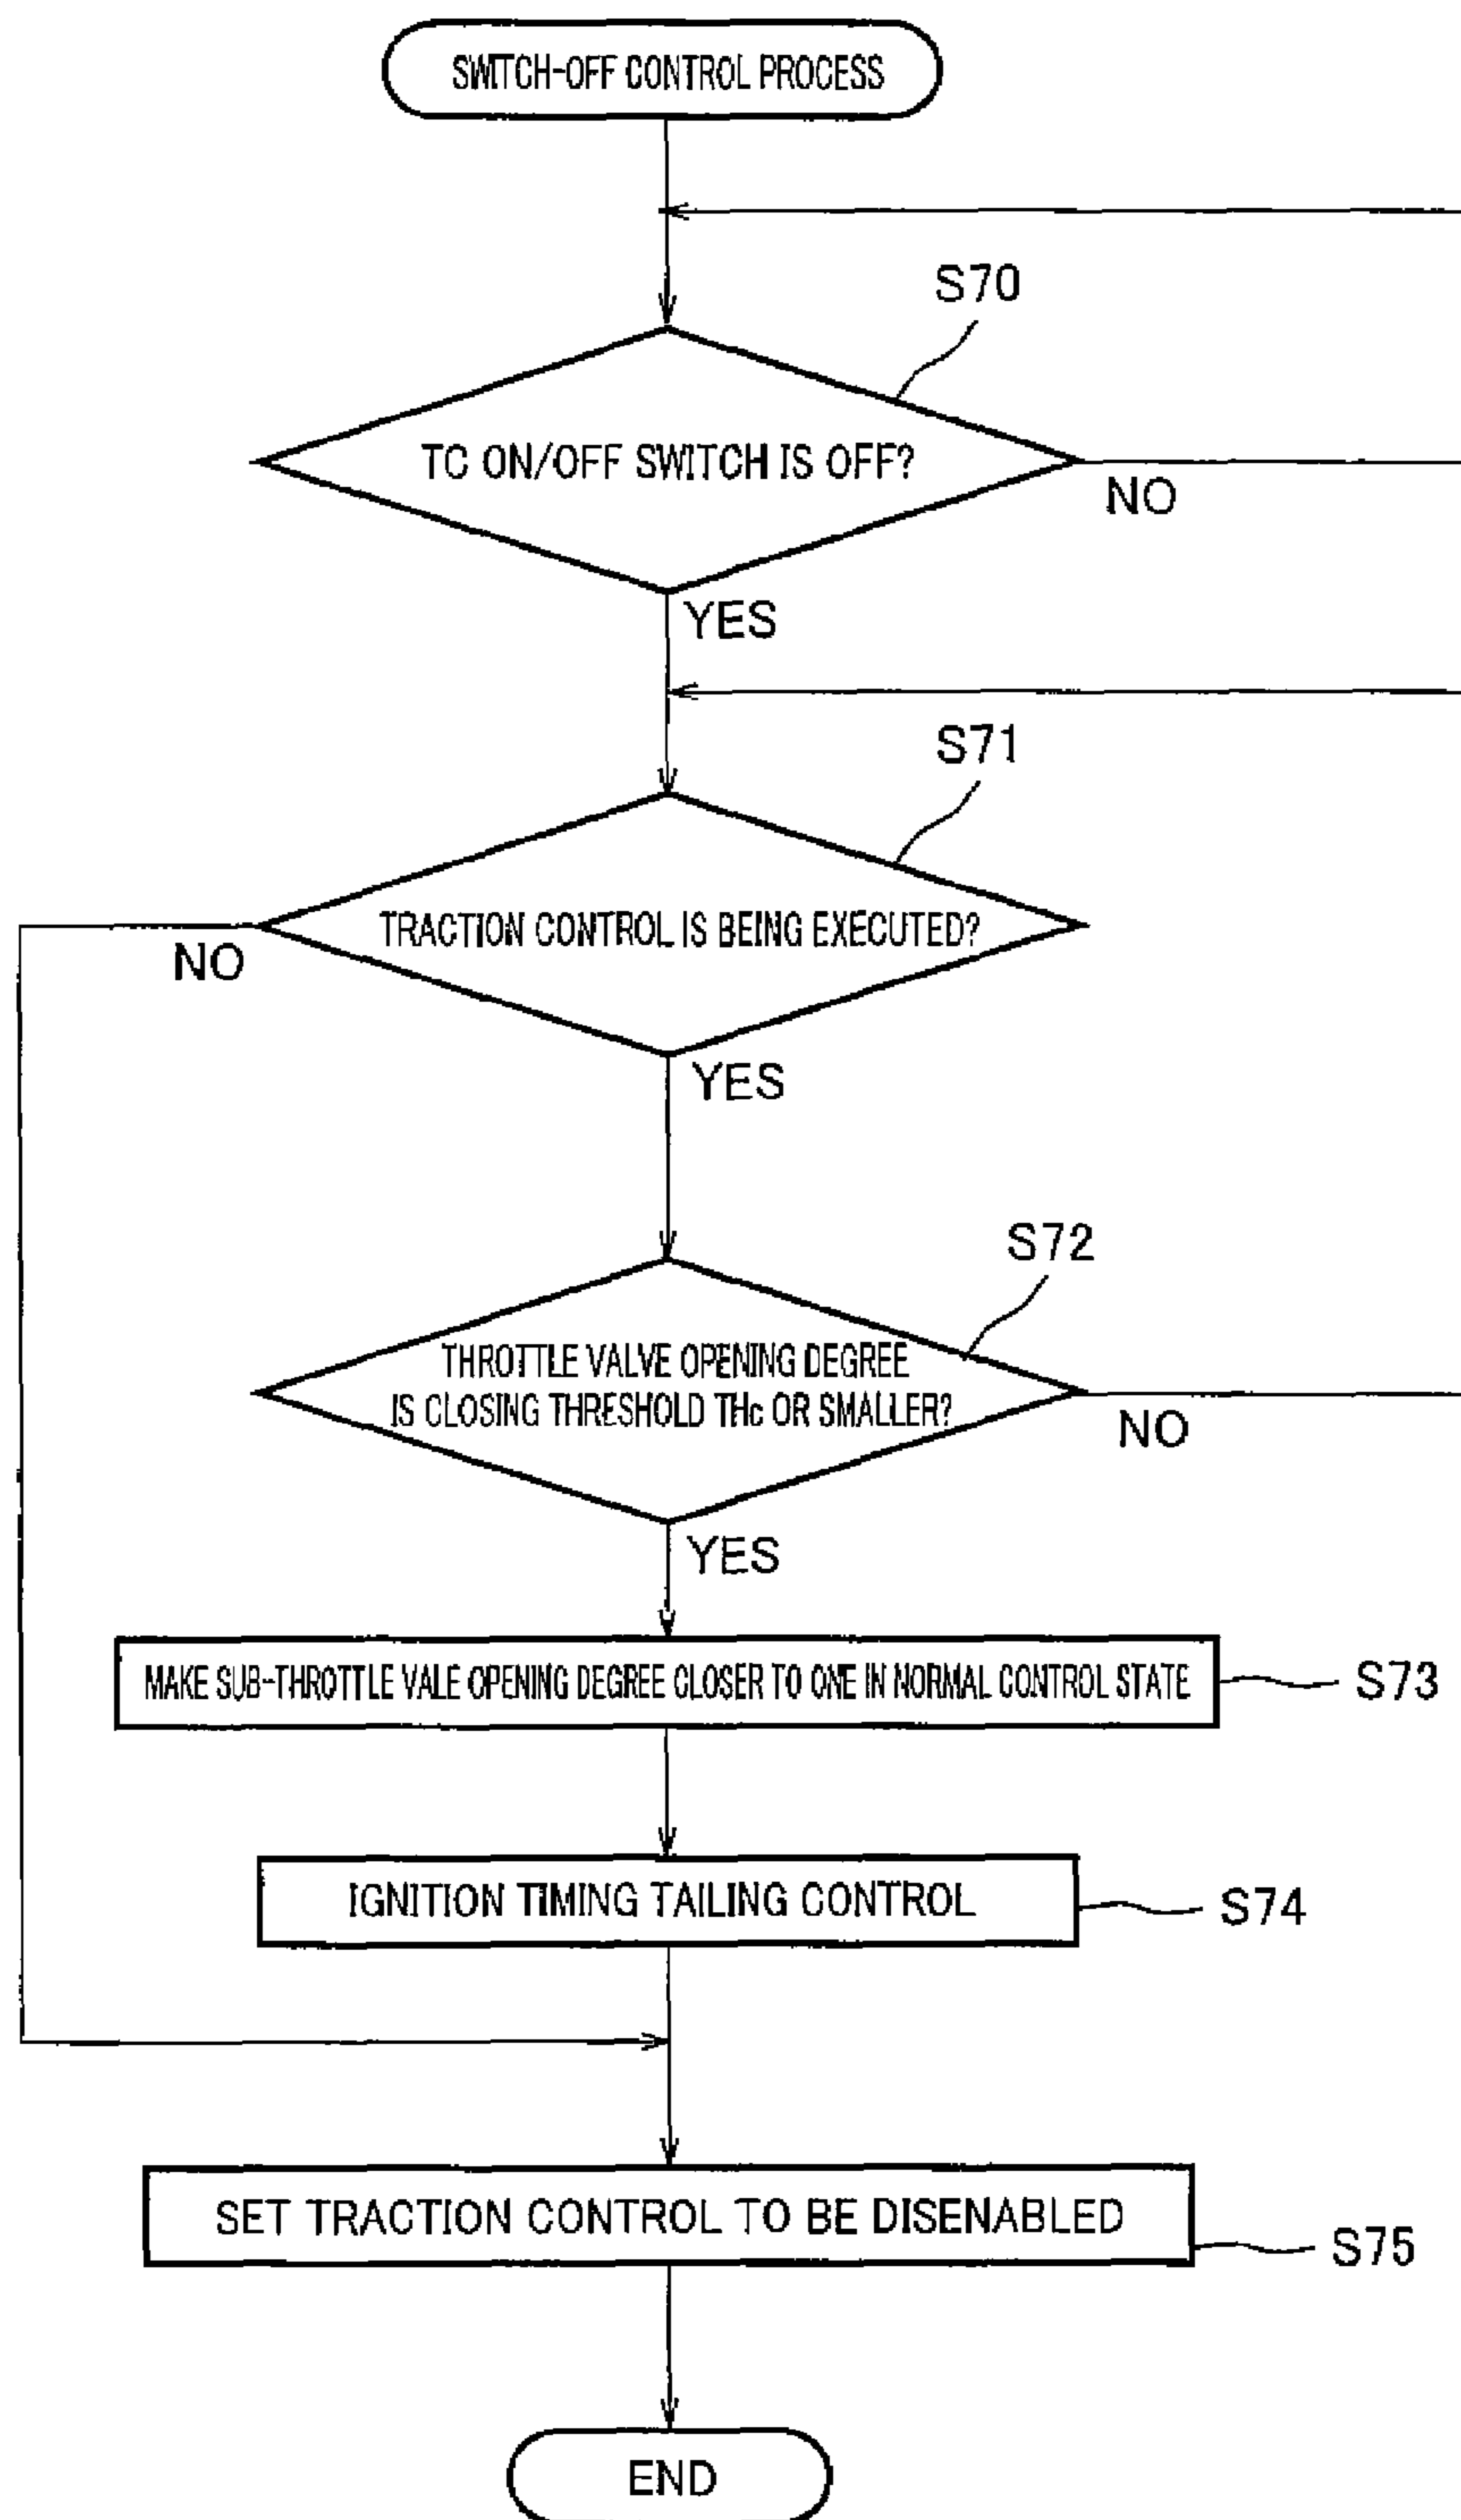 SWITCH-OFF CONTROL PROCESS
S70
TC ON/OFF SWITCH IS OFF?
NO
YES
S71
TRACTION CONTROL IS BEING EXECUTED?
NO
YES
S72
THROTTLE VALVE OPENING DEGREE
IS CLOSING THRESHOLD THc OR SMALLER?
NO
YES
MAKE SUB-THROTTLE VALE OPENING DEGREE CLOSER TO ONE IN NORMAL CONTROL STATE
S73
IGNITION TIMING TAILING CONTROL
S74
SET TRACTION CONTROL TO BE DISENABLED
S75
END